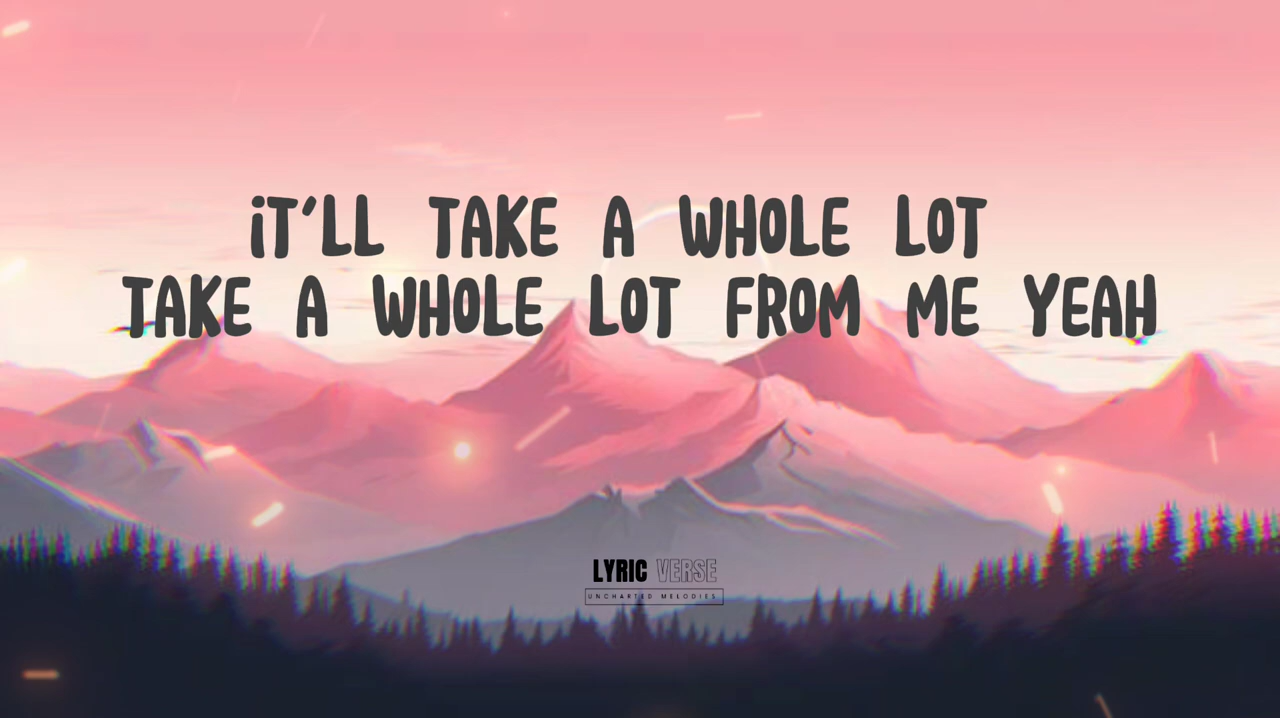 iT'LL TAKE A WHOLE LOT
TAKE A WHOLE LOT FROM ME YEAH
LYRIC VERSE
UNCHARTED MELODIES